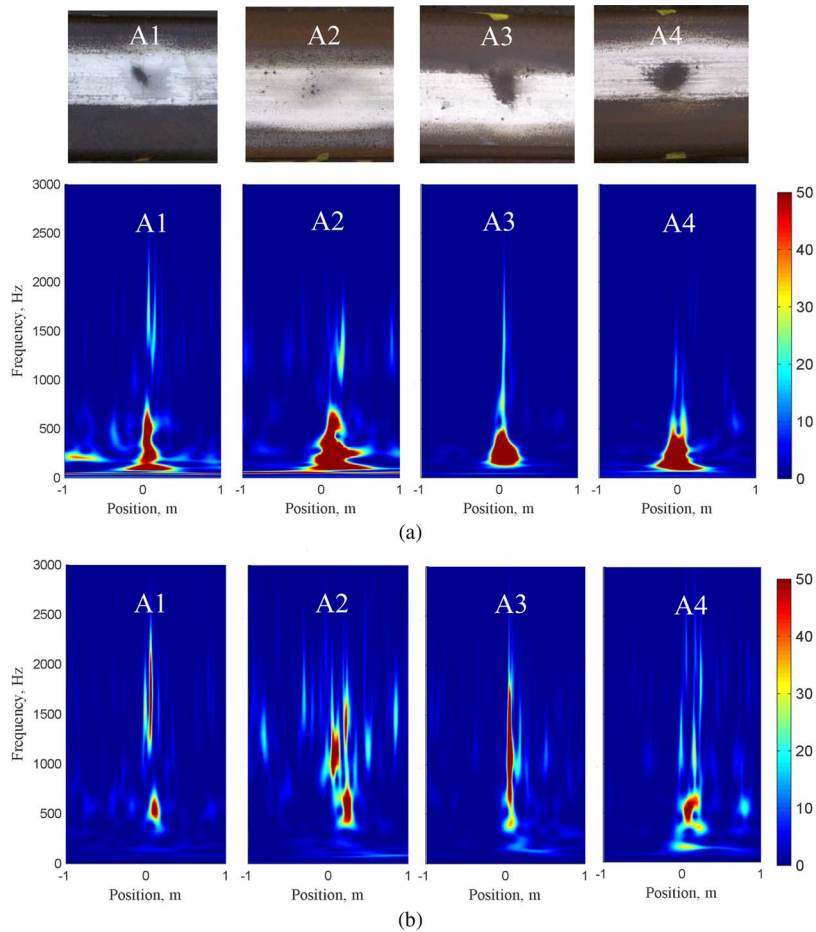 A1 A2 A3 A4
3000
2500
2000
1500
1000
500
0
Frequency, Hz
A1 A2 A3 A4
50
40
30
20
10
0
-1 0 1 -1 0 1 -1 0 1 -1 0 1
Position, m Position, m Position, m Position, m
(a)
3000
2500
2000
1500
1000
500
0
Frequency, Hz
A1 A2 A3 A4
50
40
30
20
10
0
-1 0 1 -1 0 1 -1 0 1 -1 0 1
Position, m Position, m Position, m Position, m
(b)